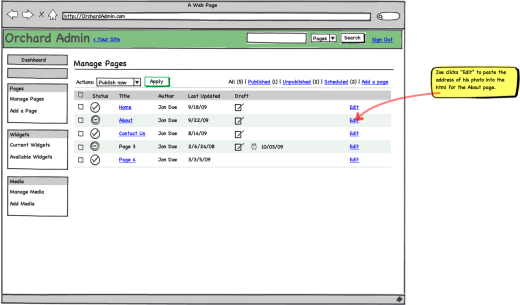 A Web Page
http://OrchardAdmin.com
Orchard Admin < Your Site
Pages Search Sign Out
Dashboard
Manage Pages
Actions: Publish now Apply All (5) | Published (1) | Unpublished (2) | Scheduled (2) | Add a page
Status Title Author Last Updated Draft
Home Jon Doe 9/18/09 Edit
About Jon Doe 9/22/09 Edit
Contact Us Jon Doe 8/14/09 Edit
Page 3 Jon Doe 2/6/26/08 10/03/09 Edit
Page 4 Jon Doe 3/3/5/09 Edit
Pages
Manage Pages
Add a Page
Widgets
Current Widgets
Available Widgets
Media
Manage Media
Add Media
Joe clicks "Edit" to paste the
address of his photo into the
html for the About page.